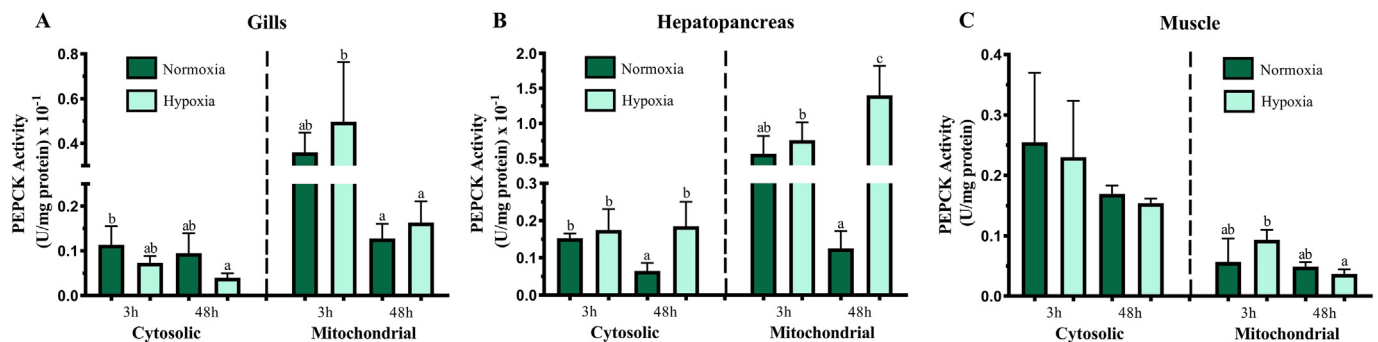 A
Gills
PEPCK Activity
(U/mg protein) x 10-1
0.8
0.6
0.4
0.2
0.1
0.0
Normoxia
Hypoxia
b
ab
ab
a
ab
b
a
a
3h
48h
3h
48h
Cytosolic
Mitochondrial
B
Hepatopancreas
PEPCK Activity
(U/mg protein) x 10-1
2.0
1.5
1.0
0.5
0.3
0.2
0.1
0.0
Normoxia
Hypoxia
b
b
a
b
ab
b
a
c
3h
48h
3h
48h
Cytosolic
Mitochondrial
C
Muscle
PEPCK Activity
(U/mg protein)
0.4
0.3
0.2
0.1
0.0
Normoxia
Hypoxia
ab
b
ab
a
3h
48h
3h
48h
Cytosolic
Mitochondrial